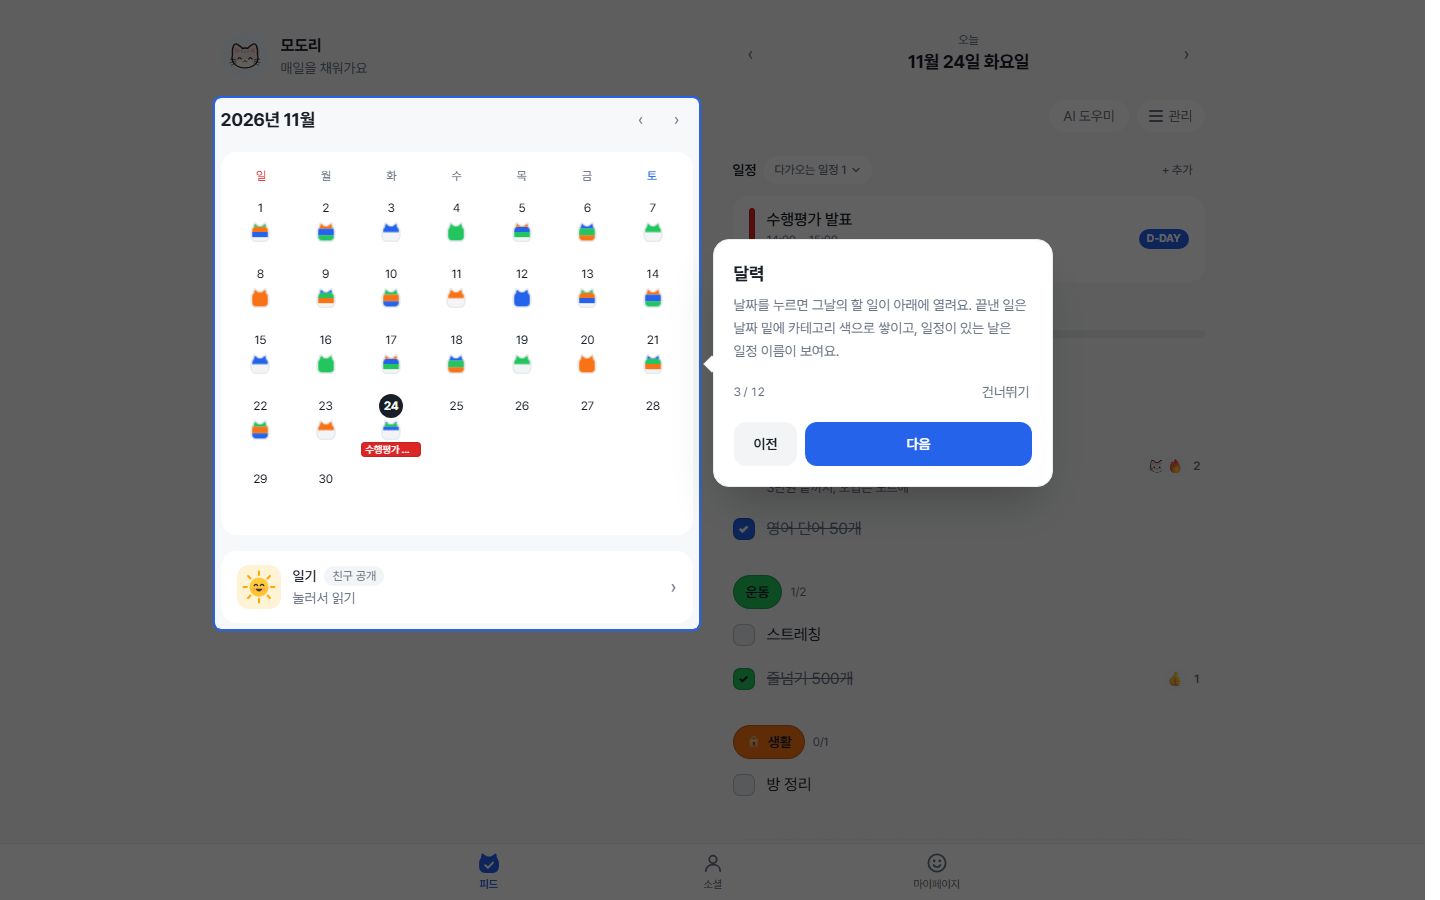 모도리
매일을 채워가요
2026년 11월
일 월 화 수 목 금 토
1 2 3 4 5 6 7
8 9 10 11 12 13 14
15 16 17 18 19 20 21
22 23 24 25 26 27 28
수행평가 ...
29 30
일기 친구 공개
눌러서 읽기
오늘
11월 24일 화요일
AI 도우미 관리
일정 다가오는 일정 1 + 추가
수행평가 발표
D-DAY
달력
날짜를 누르면 그날의 할 일이 아래에 열려요. 끝낸 일은
날짜 밑에 카테고리 색으로 쌓이고, 일정이 있는 날은
일정 이름이 보여요.
3 / 12 건너뛰기
이전 다음
2
영어 단어 50개
운동 1/2
스트레칭
줄넘기 500개 1
생활 0/1
방 정리
피드 소셜 마이페이지